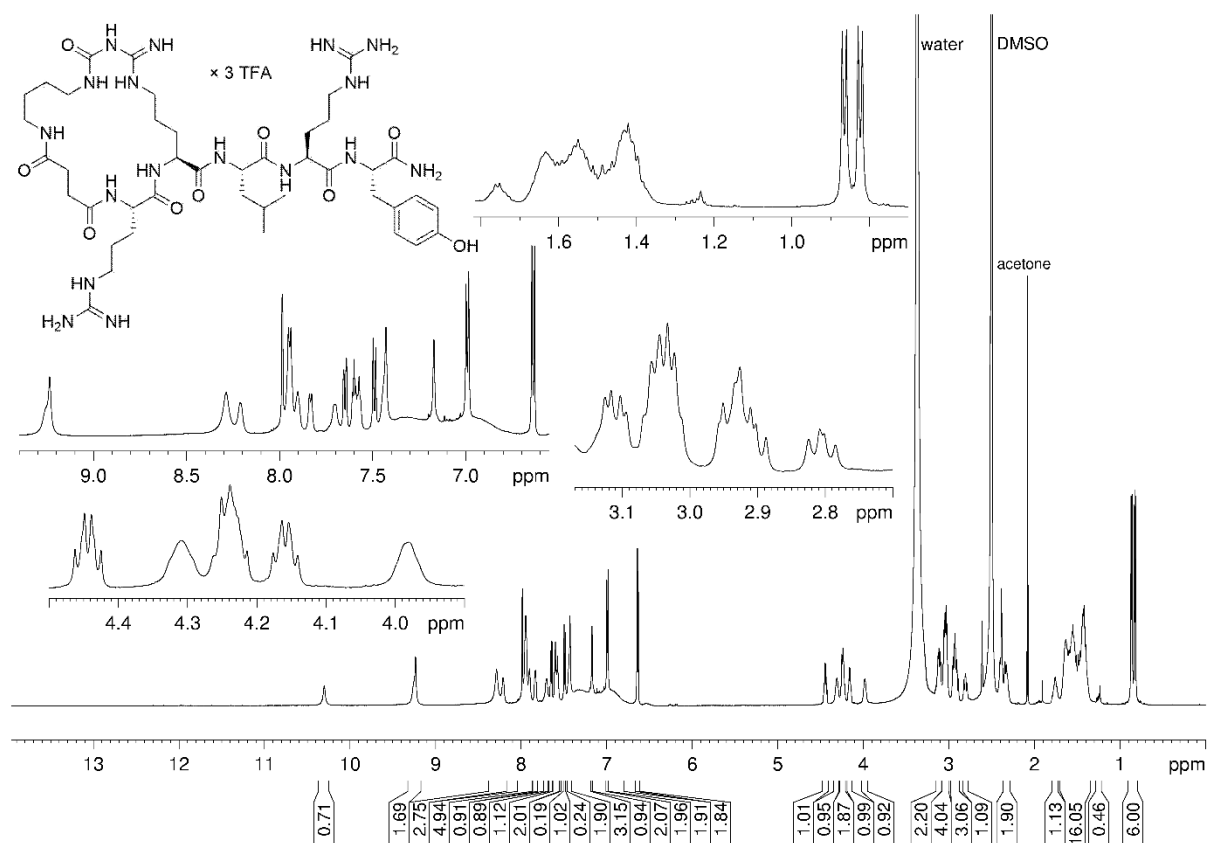 O
H
N
NH
N
H
NH
HN
× 3 TFA
HN
NH2
NH
NH
O
O
NH
O
H
N
O
H
N
O
H
N
O
NH2
N
H
O
N
H
O
OH
HN
H2N
NH
water
DMSO
acetone
1.6 1.4 1.2 1.0 ppm
9.0 8.5 8.0 7.5 7.0 ppm
3.1 3.0 2.9 2.8 ppm
4.4 4.3 4.2 4.1 4.0 ppm
13 12 11 10 9 8 7 6 5 4 3 2 1 ppm
0.71
1.69
2.75
4.94
0.91
0.89
1.12
2.01
0.19
1.02
0.24
1.90
3.15
0.94
2.07
1.96
1.91
1.84
1.01
0.95
1.87
0.99
0.92
2.20
4.04
3.06
1.09
1.90
1.13
16.05
0.46
6.00